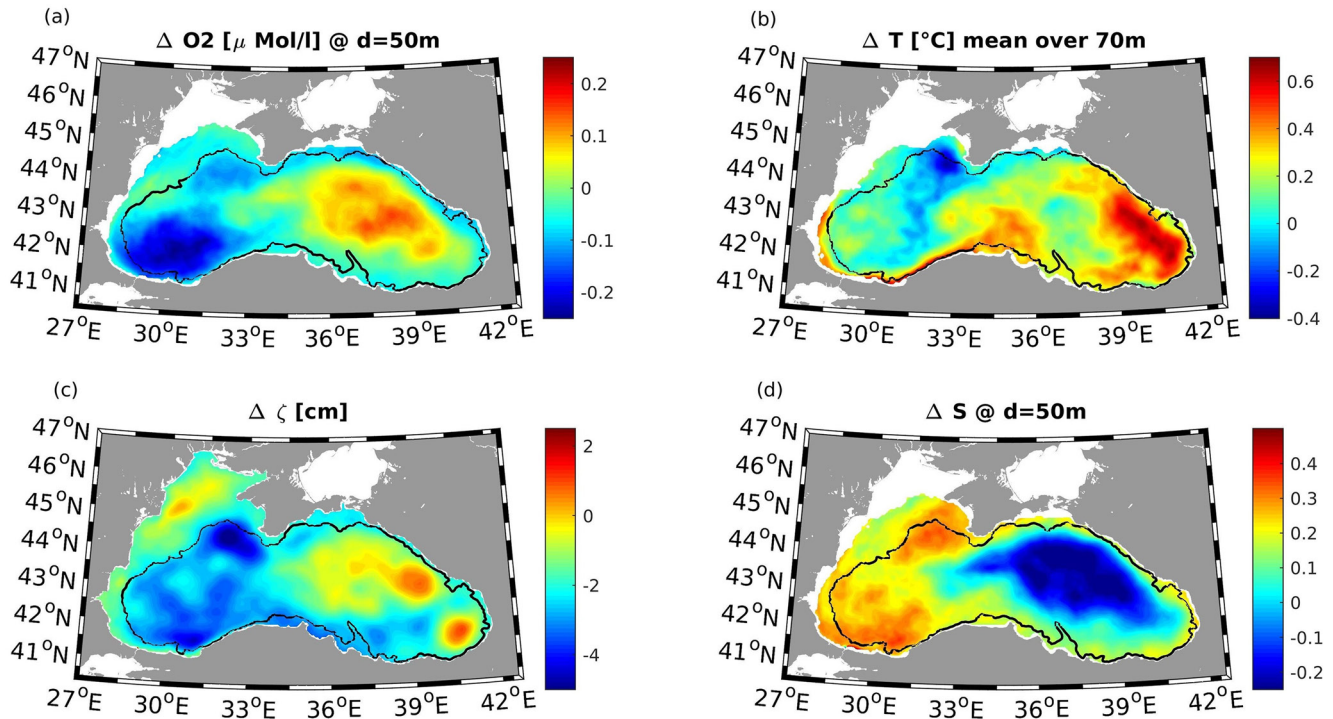 (a)
Δ O2 [μ Mol/l] @ d=50m
47°N
46°N
45°N
44°N
43°N
42°N
41°N
27°E
30°E
33°E
36°E
39°E
42°E
0.2
0.1
0
-0.1
-0.2
(b)
Δ T [°C] mean over 70m
47°N
46°N
45°N
44°N
43°N
42°N
41°N
27°E
30°E
33°E
36°E
39°E
42°E
0.6
0.4
0.2
0
-0.2
-0.4
(c)
Δ ζ [cm]
47°N
46°N
45°N
44°N
43°N
42°N
41°N
27°E
30°E
33°E
36°E
39°E
42°E
2
0
-2
-4
(d)
Δ S @ d=50m
47°N
46°N
45°N
44°N
43°N
42°N
41°N
27°E
30°E
33°E
36°E
39°E
42°E
0.4
0.3
0.2
0.1
0
-0.1
-0.2